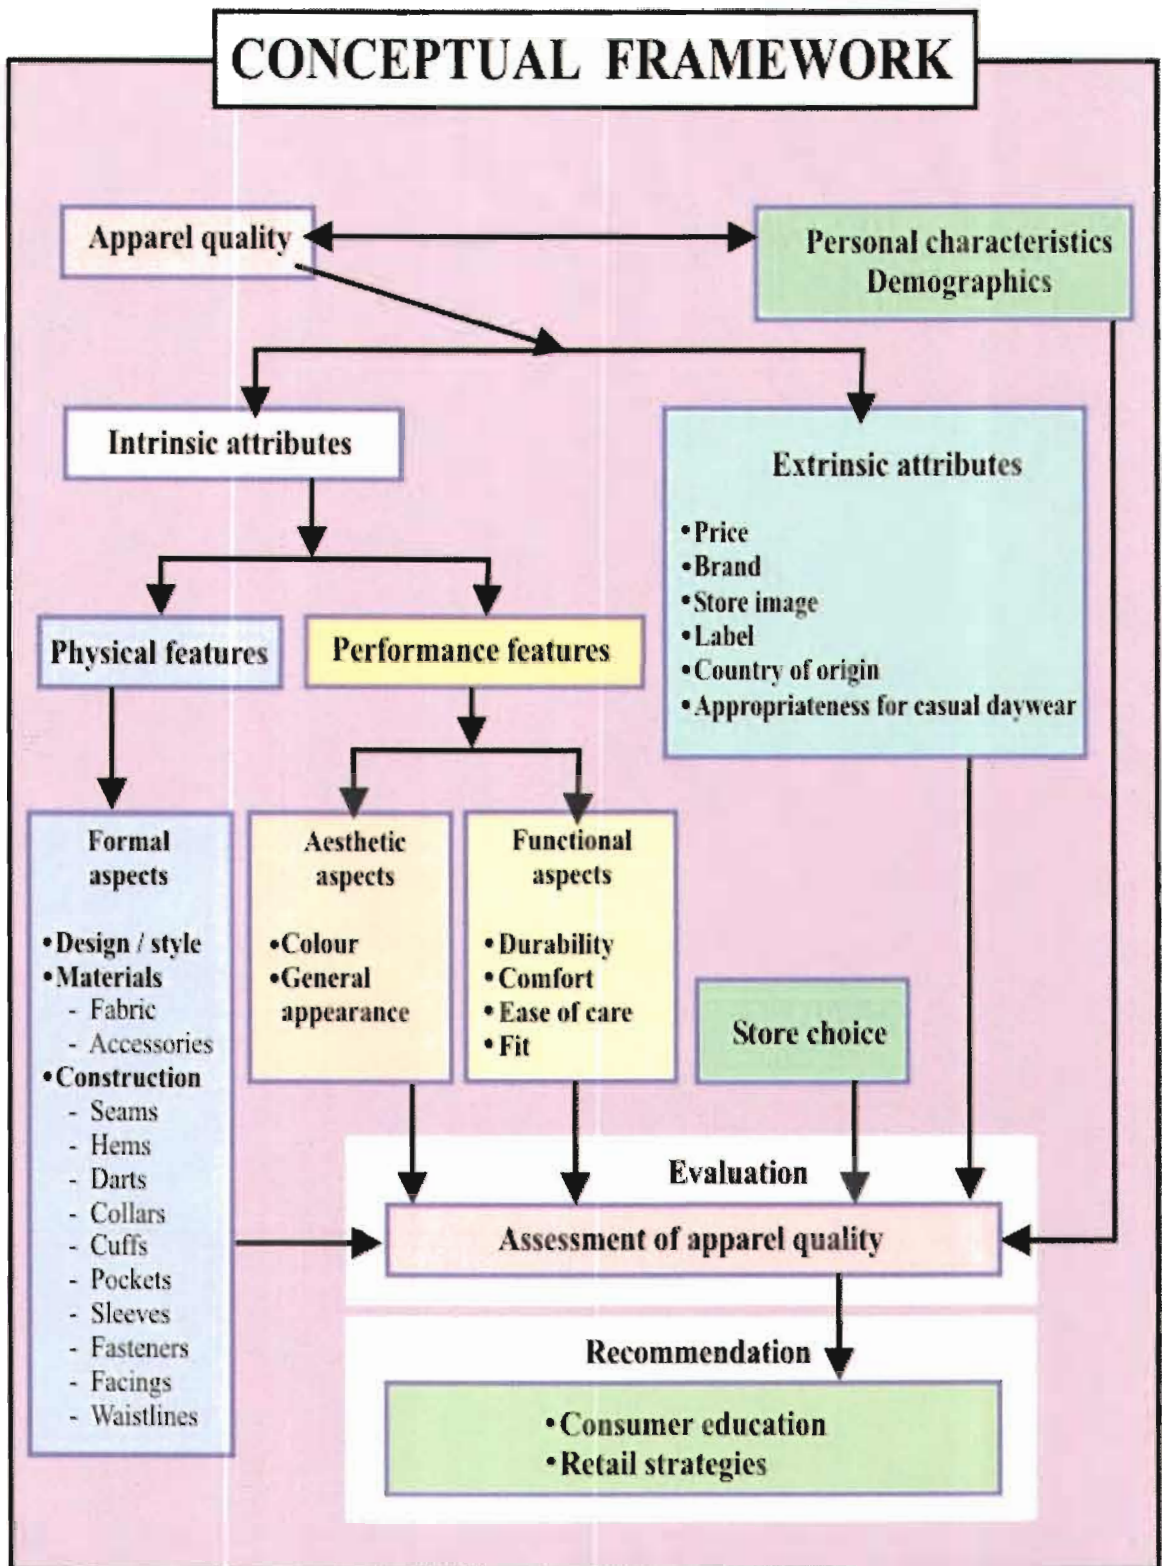 CONCEPTUAL FRAMEWORK
Apparel quality
Personal characteristics
Demographics
Intrinsic attributes
Extrinsic attributes
•Price
•Brand
•Store image
•Label
•Country of origin
•Appropriateness for casual daywear
Physical features
Performance features
Formal
aspects
•Design / style
•Materials
- Fabric
- Accessories
•Construction
- Seams
- Hems
- Darts
- Collars
- Cuffs
- Pockets
- Sleeves
- Fasteners
- Facings
- Waistlines
Aesthetic
aspects
•Colour
•General
appearance
Functional
aspects
•Durability
•Comfort
•Ease of care
•Fit
Store choice
Evaluation
Assessment of apparel quality
Recommendation
•Consumer education
•Retail strategies